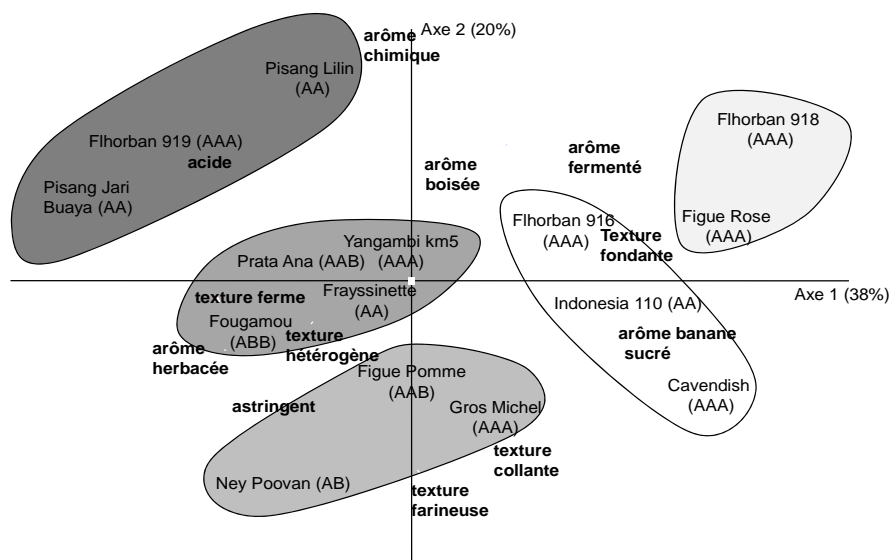 Axe 2 (20%)
arôme
chimique
Pisang Lilin
(AA)
Flhorban 918
(AAA)
Flhorban 919 (AAA)
acide
arôme
fermenté
arôme
boisée
Pisang Jari
Buaya (AA)
Flhorban 916
(AAA)
Figue Rose
(AAA)
Texture
fondante
Yangambi km5
(AAA)
Prata Ana (AAB)
Axe 1 (38%)
texture ferme
Frayssinette
(AA)
Indonesia 110 (AA)
Fougamou
(ABB)
texture
hétérogène
arôme banane
sucré
arôme
herbacée
Figue Pomme
(AAB)
Cavendish
(AAA)
astringent
Gros Michel
(AAA)
texture
collante
Ney Poovan (AB)
texture
farineuse